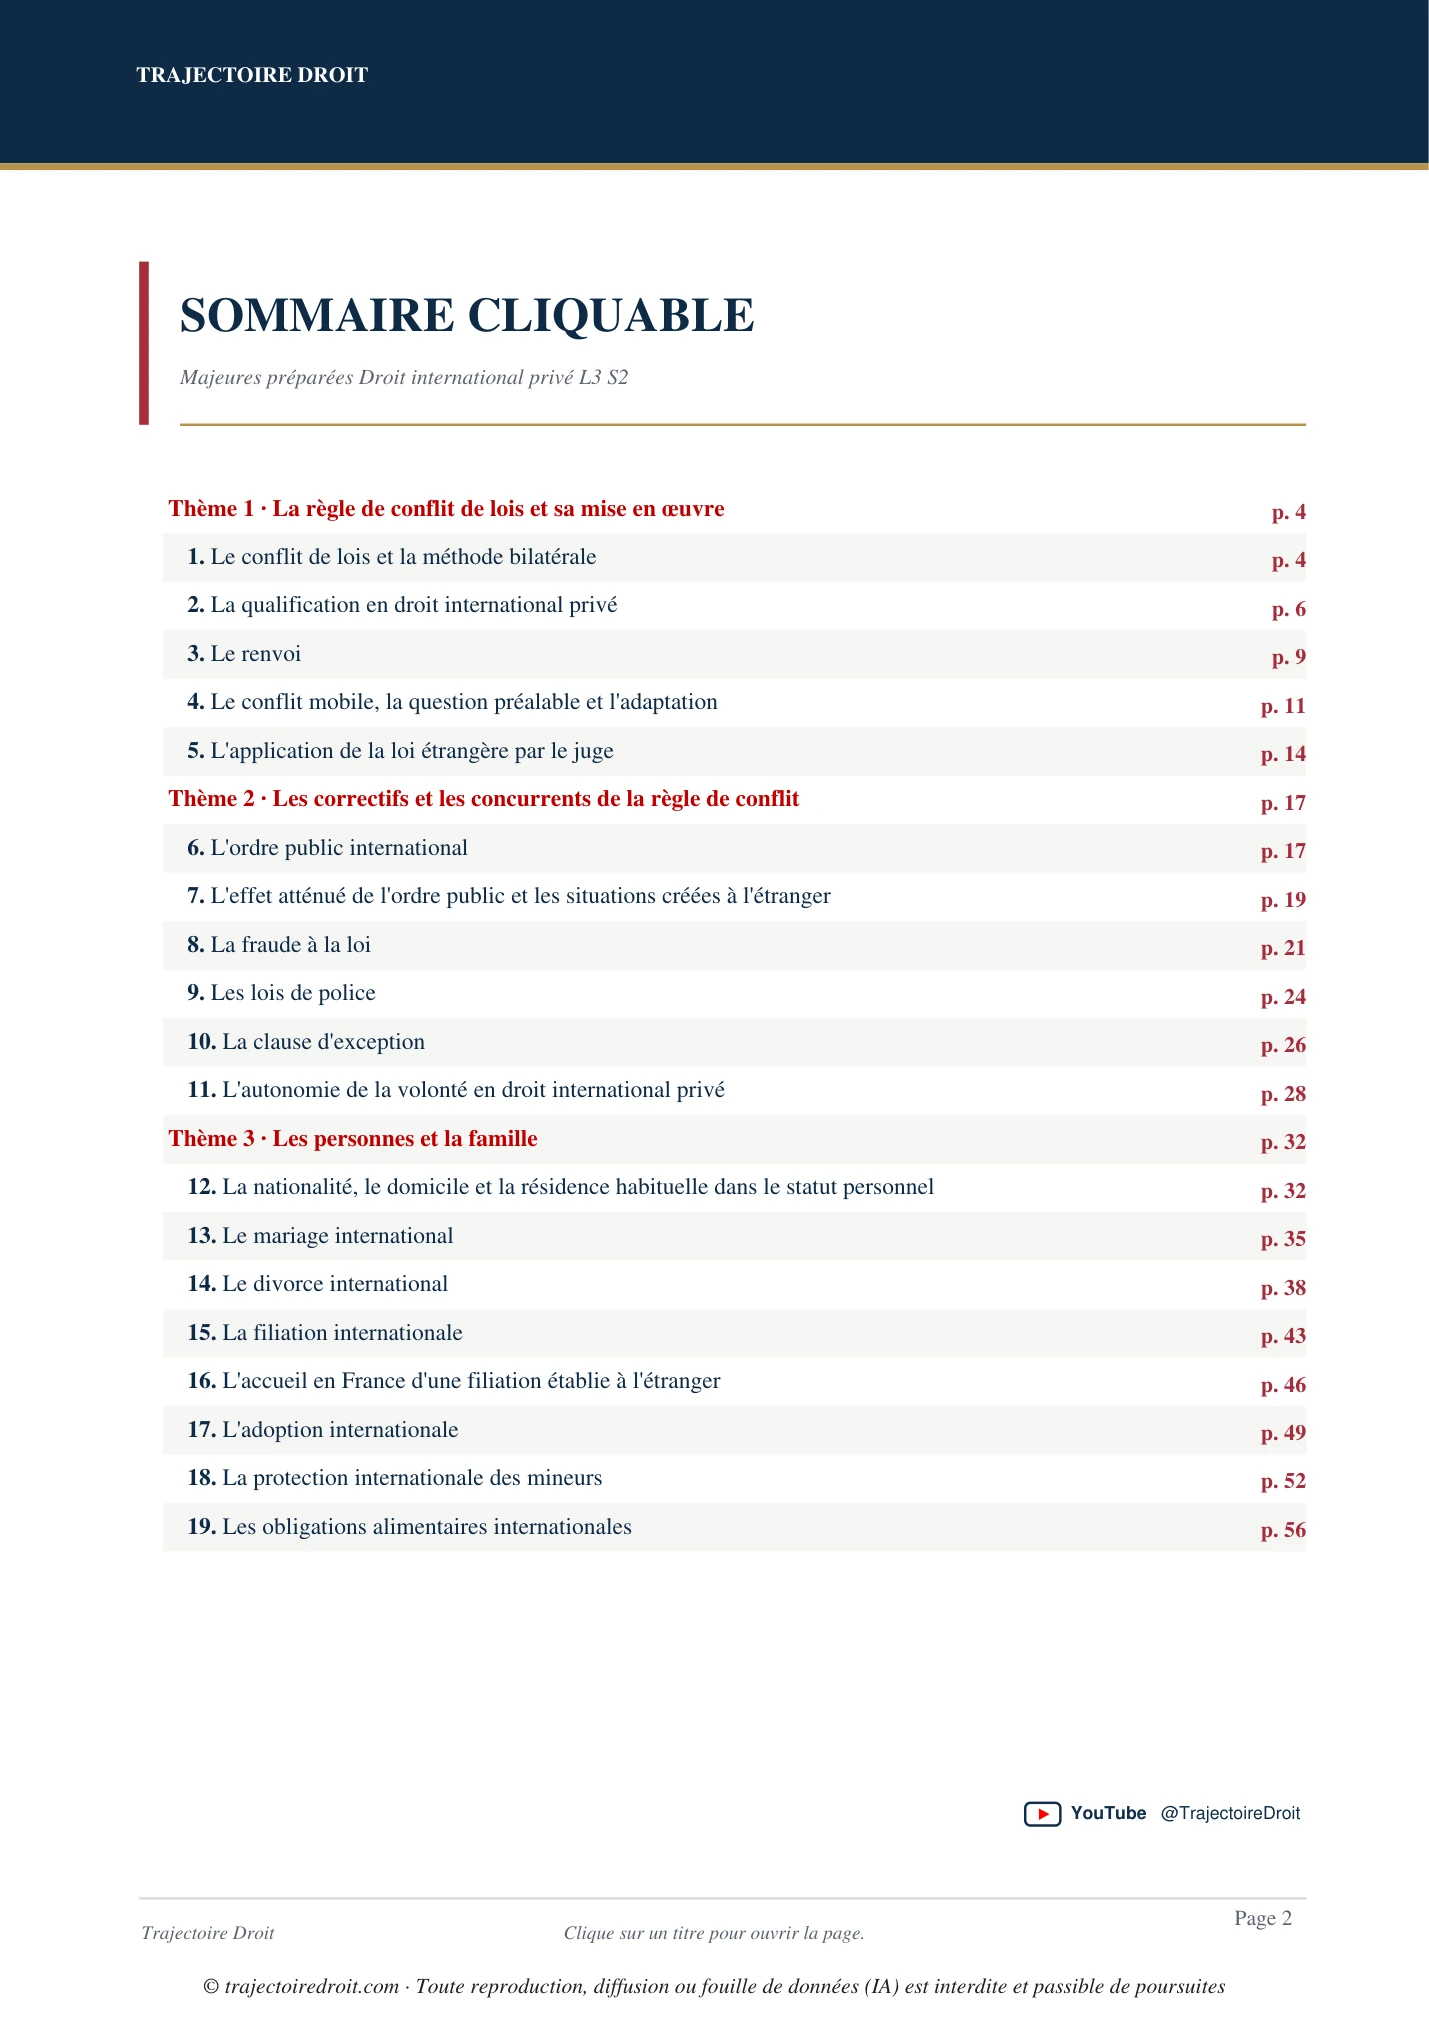 TRAJECTOIRE DROIT
SOMMAIRE CLIQUABLE
Majeures préparées Droit international privé L3 S2
Thème 1 · La règle de conflit de lois et sa mise en œuvre p. 4
1. Le conflit de lois et la méthode bilatérale p. 4
2. La qualification en droit international privé p. 6
3. Le renvoi p. 9
4. Le conflit mobile, la question préalable et l'adaptation p. 11
5. L'application de la loi étrangère par le juge p. 14
Thème 2 · Les correctifs et les concurrents de la règle de conflit p. 17
6. L'ordre public international p. 17
7. L'effet atténué de l'ordre public et les situations créées à l'étranger p. 19
8. La fraude à la loi p. 21
9. Les lois de police p. 24
10. La clause d'exception p. 26
11. L'autonomie de la volonté en droit international privé p. 28
Thème 3 · Les personnes et la famille p. 32
12. La nationalité, le domicile et la résidence habituelle dans le statut personnel p. 32
13. Le mariage international p. 35
14. Le divorce international p. 38
15. La filiation internationale p. 43
16. L'accueil en France d'une filiation établie à l'étranger p. 46
17. L'adoption internationale p. 49
18. La protection internationale des mineurs p. 52
19. Les obligations alimentaires internationales p. 56
YouTube @TrajectoireDroit
Page 2
Trajectoire Droit Clique sur un titre pour ouvrir la page.
© trajectoiredroit.com · Toute reproduction, diffusion ou fouille de données (IA) est interdite et passible de poursuites